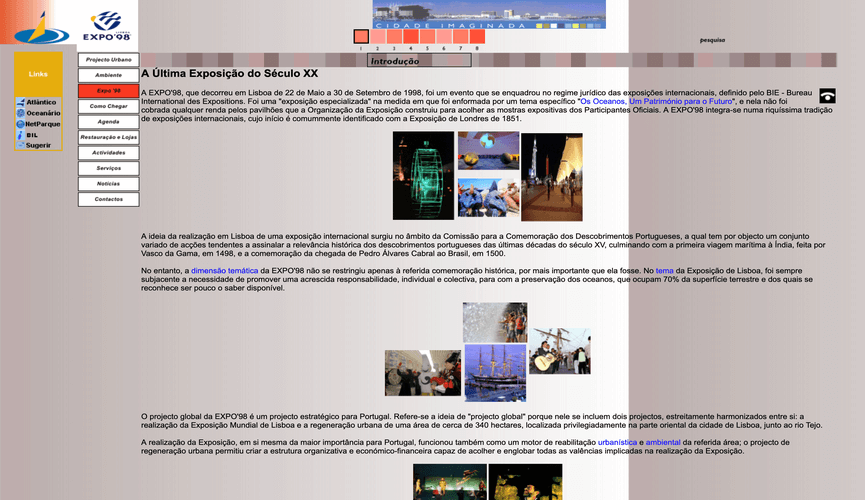 LISBOA
EXPO'98
CIDADE IMAGINADA
1 2 3 4 5 6 7 8
pesquisa
Introdução
Links
Atlântico
Oceanário
NetParque
BIL
Sugerir
Projecto Urbano
Ambiente
Expo '98
Como Chegar
Agenda
Restauração e Lojas
Actividades
Serviços
Notícias
Contactos
A Última Exposição do Século XX
A EXPO'98, que decorreu em Lisboa de 22 de Maio a 30 de Setembro de 1998, foi um evento que se enquadrou no regime jurídico das exposições internacionais, definido pelo BIE - Bureau
International des Expositions. Foi uma "exposição especializada" na medida em que foi enformada por um tema específico "Os Oceanos, Um Património para o Futuro", e nela não foi
cobrada qualquer renda pelos pavilhões que a Organização da Exposição construiu para acolher as mostras expositivas dos Participantes Oficiais. A EXPO'98 integra-se numa riquíssima tradição
de exposições internacionais, cujo início é comummente identificado com a Exposição de Londres de 1851.
A ideia da realização em Lisboa de uma exposição internacional surgiu no âmbito da Comissão para a Comemoração dos Descobrimentos Portugueses, a qual tem por objecto um conjunto
variado de acções tendentes a assinalar a relevância histórica dos descobrimentos portugueses das últimas décadas do século XV, culminando com a primeira viagem marítima à Índia, feita por
Vasco da Gama, em 1498, e a comemoração da chegada de Pedro Álvares Cabral ao Brasil, em 1500.
No entanto, a dimensão temática da EXPO'98 não se restringiu apenas à referida comemoração histórica, por mais importante que ela fosse. No tema da Exposição de Lisboa, foi sempre
subjacente a necessidade de promover uma acrescida responsabilidade, individual e colectiva, para com a preservação dos oceanos, que ocupam 70% da superfície terrestre e dos quais se
reconhece ser pouco o saber disponível.
O projecto global da EXPO'98 é um projecto estratégico para Portugal. Refere-se a ideia de "projecto global" porque nele se incluem dois projectos, estreitamente harmonizados entre si: a
realização da Exposição Mundial de Lisboa e a regeneração urbana de uma área de cerca de 340 hectares, localizada privilegiadamente na parte oriental da cidade de Lisboa, junto ao rio Tejo.
A realização da Exposição, em si mesma da maior importância para Portugal, funcionou também como um motor de reabilitação urbanística e ambiental da referida área; o projecto de
regeneração urbana permitiu criar a estrutura organizativa e económico-financeira capaz de acolher e englobar todas as valências implicadas na realização da Exposição.